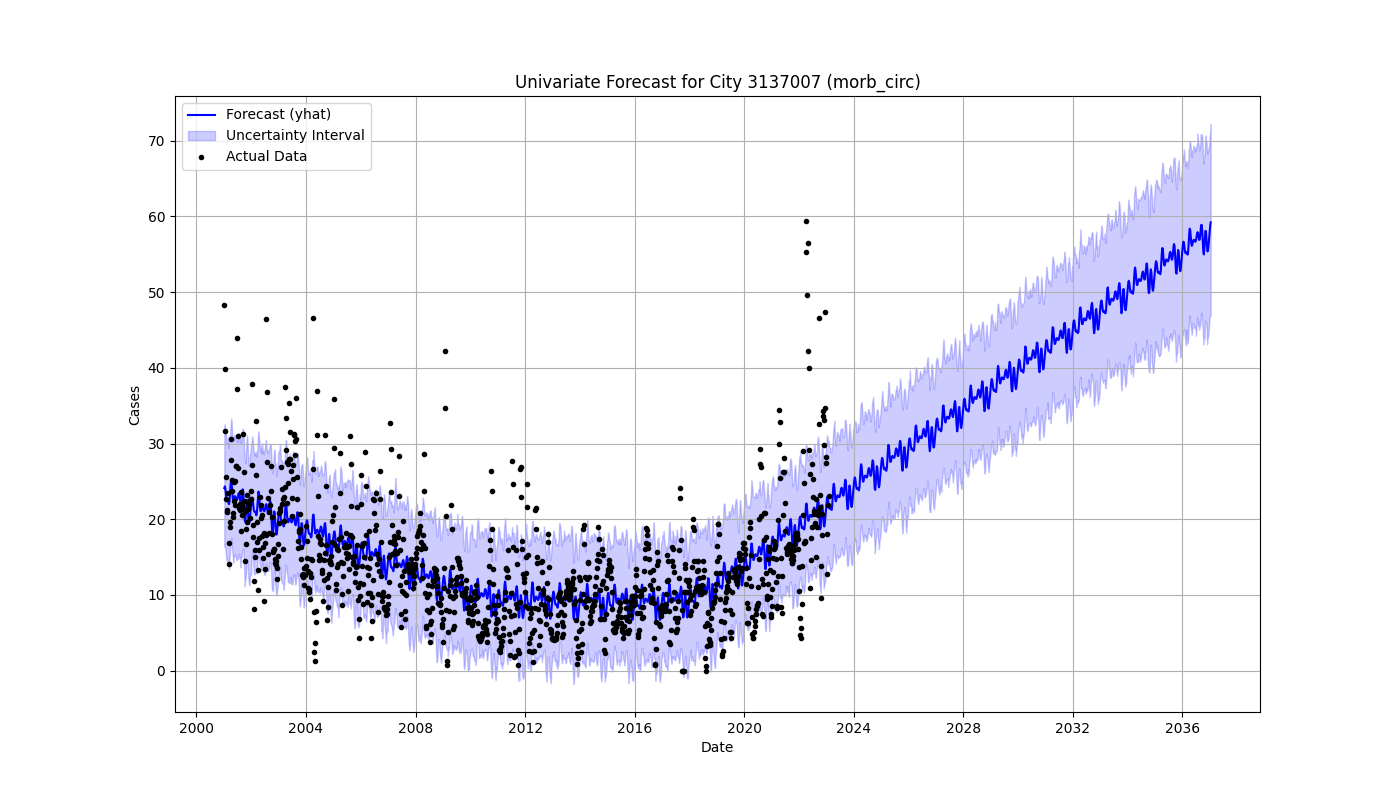 Univariate Forecast for City 3137007 (morb_circ)
Forecast (yhat)
Uncertainty Interval
Actual Data
70
60
50
40
30
20
10
0
Cases
2000 2004 2008 2012 2016 2020 2024 2028 2032 2036
Date